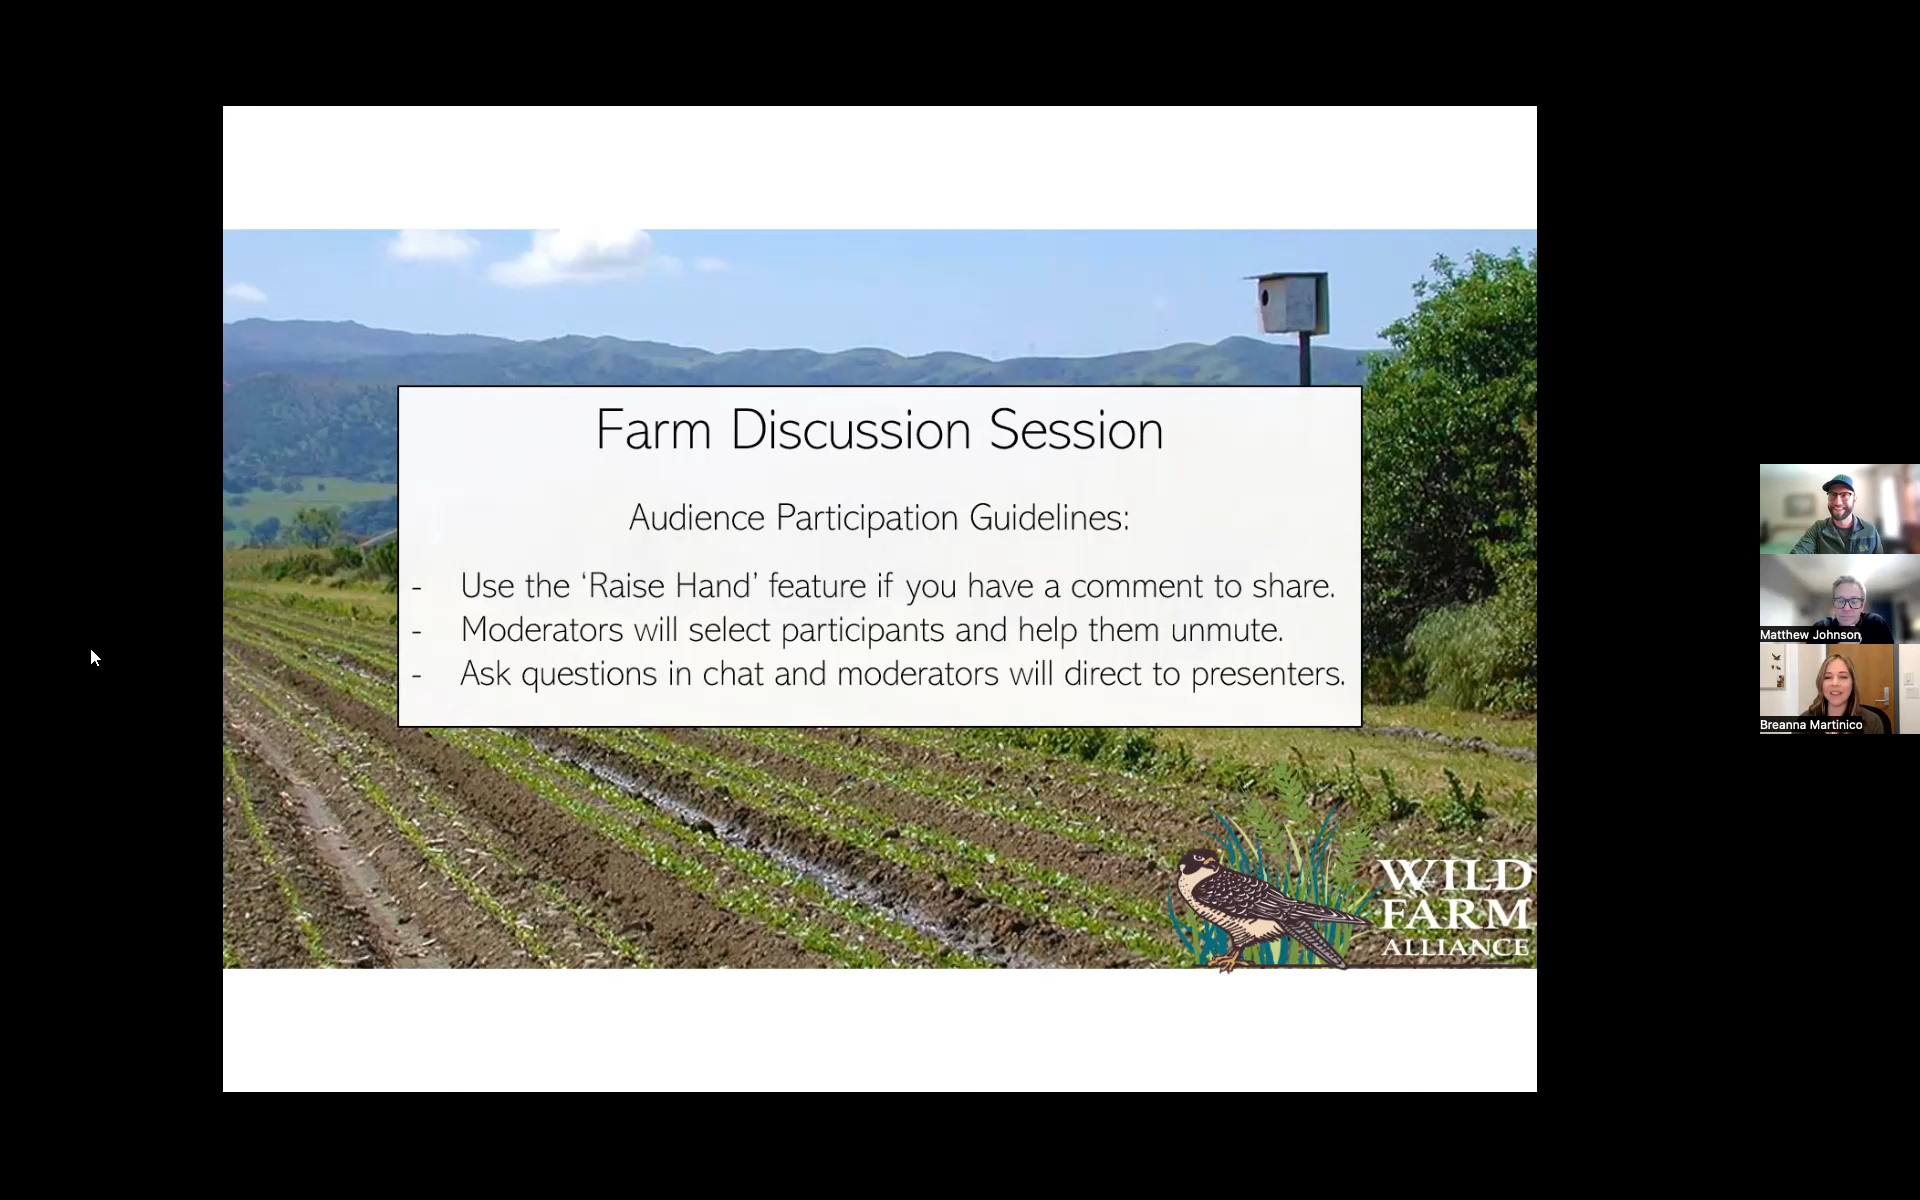 Farm Discussion Session
Audience Participation Guidelines:
- Use the ‘Raise Hand’ feature if you have a comment to share.
- Moderators will select participants and help them unmute.
- Ask questions in chat and moderators will direct to presenters.
WILD
FARM
ALLIANCE
Matthew Johnson
Breanna Martinico